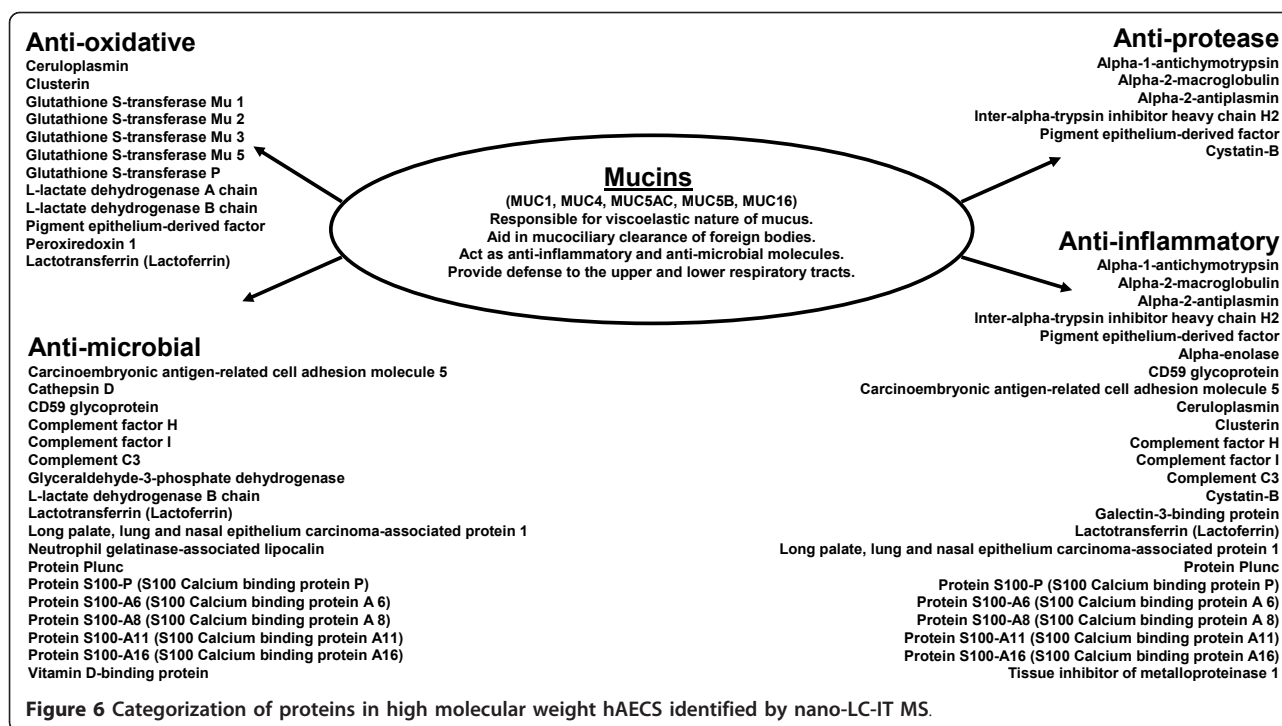 Anti-oxidative
Ceruloplasmin
Clusterin
Glutathione S-transferase Mu 1
Glutathione S-transferase Mu 2
Glutathione S-transferase Mu 3
Glutathione S-transferase Mu 5
Glutathione S-transferase P
L-lactate dehydrogenase A chain
L-lactate dehydrogenase B chain
Pigment epithelium-derived factor
Peroxiredoxin 1
Lactotransferrin (Lactoferrin)
Anti-protease
Alpha-1-antichymotrypsin
Alpha-2-macroglobulin
Alpha-2-antiplasmin
Inter-alpha-trypsin inhibitor heavy chain H2
Pigment epithelium-derived factor
Cystatin-B
Mucins
(MUC1, MUC4, MUC5AC, MUC5B, MUC16)
Responsible for viscoelastic nature of mucus.
Aid in mucociliary clearance of foreign bodies.
Act as anti-inflammatory and anti-microbial molecules.
Provide defense to the upper and lower respiratory tracts.
Anti-microbial
Carcinoembryonic antigen-related cell adhesion molecule 5
Cathepsin D
CD59 glycoprotein
Complement factor H
Complement factor I
Complement C3
Glyceraldehyde-3-phosphate dehydrogenase
L-lactate dehydrogenase B chain
Lactotransferrin (Lactoferrin)
Long palate, lung and nasal epithelium carcinoma-associated protein 1
Neutrophil gelatinase-associated lipocalin
Protein Plunc
Protein S100-P (S100 Calcium binding protein P)
Protein S100-A6 (S100 Calcium binding protein A 6)
Protein S100-A8 (S100 Calcium binding protein A 8)
Protein S100-A11 (S100 Calcium binding protein A11)
Protein S100-A16 (S100 Calcium binding protein A16)
Vitamin D-binding protein
Anti-inflammatory
Alpha-1-antichymotrypsin
Alpha-2-macroglobulin
Alpha-2-antiplasmin
Inter-alpha-trypsin inhibitor heavy chain H2
Pigment epithelium-derived factor
Alpha-enolase
CD59 glycoprotein
Carcinoembryonic antigen-related cell adhesion molecule 5
Ceruloplasmin
Clusterin
Complement factor H
Complement factor I
Complement C3
Cystatin-B
Galectin-3-binding protein
Lactotransferrin (Lactoferrin)
Long palate, lung and nasal epithelium carcinoma-associated protein 1
Protein Plunc
Protein S100-P (S100 Calcium binding protein P)
Protein S100-A6 (S100 Calcium binding protein A 6)
Protein S100-A8 (S100 Calcium binding protein A 8)
Protein S100-A11 (S100 Calcium binding protein A11)
Protein S100-A16 (S100 Calcium binding protein A16)
Tissue inhibitor of metalloproteinase 1
Figure 6 Categorization of proteins in high molecular weight hAECS identified by nano-LC-IT MS.